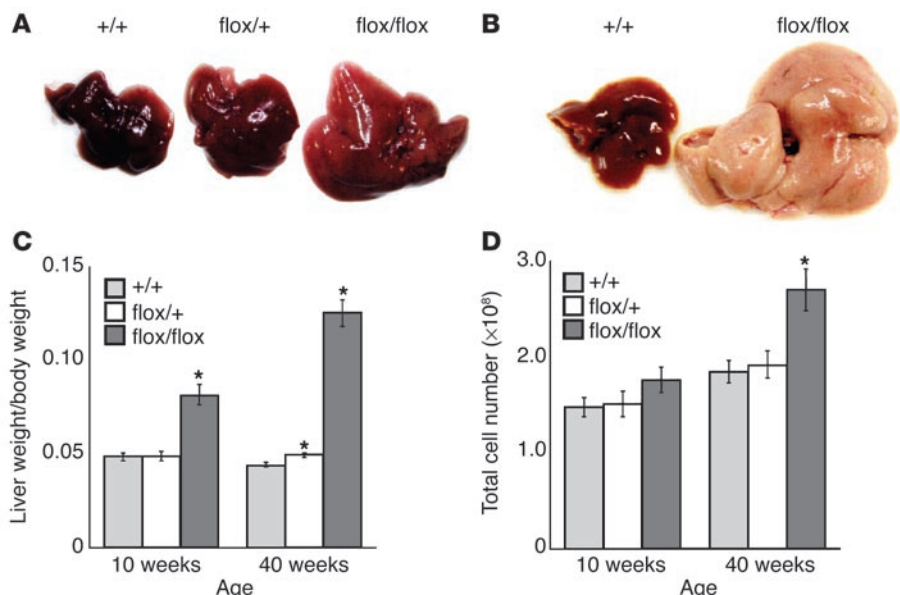 A
+/+ flox/+ flox/flox
B
+/+ flox/flox
C
Liver weight/body weight
0.15
0.10
0.05
0
+/+
flox/+
flox/flox
*
*
*
10 weeks 40 weeks
Age
D
Total cell number (×10⁸)
3.0
2.0
1.0
0
+/+
flox/+
flox/flox
*
10 weeks 40 weeks
Age